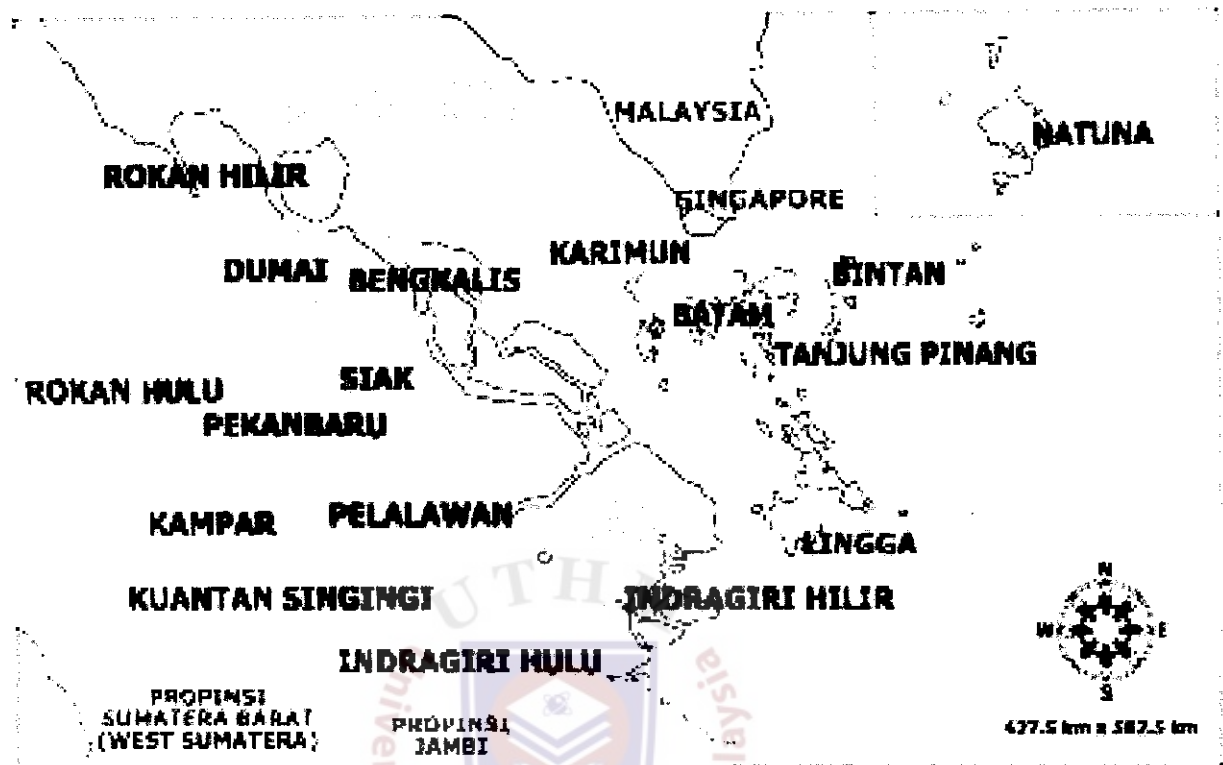 MALAYSIA
NATUNA
ROKAN HILIR
SINGAPORE
KARIMUN
DUMAI
BENGKALIS
BINTAN
BATAM
TANJUNG PINANG
SIAK
ROKAN HULU
PEKANBARU
PELALAWAN
KAMPAR
LINGGA
UTHM
KUANTAN SINGINGI
INDRAGIRI HILIR
N
W E
S
INDRAGIRI HULU
PROPINSI
SUMATERA BARAT
(WEST SUMATERA)
PROPINSI
JAMBI